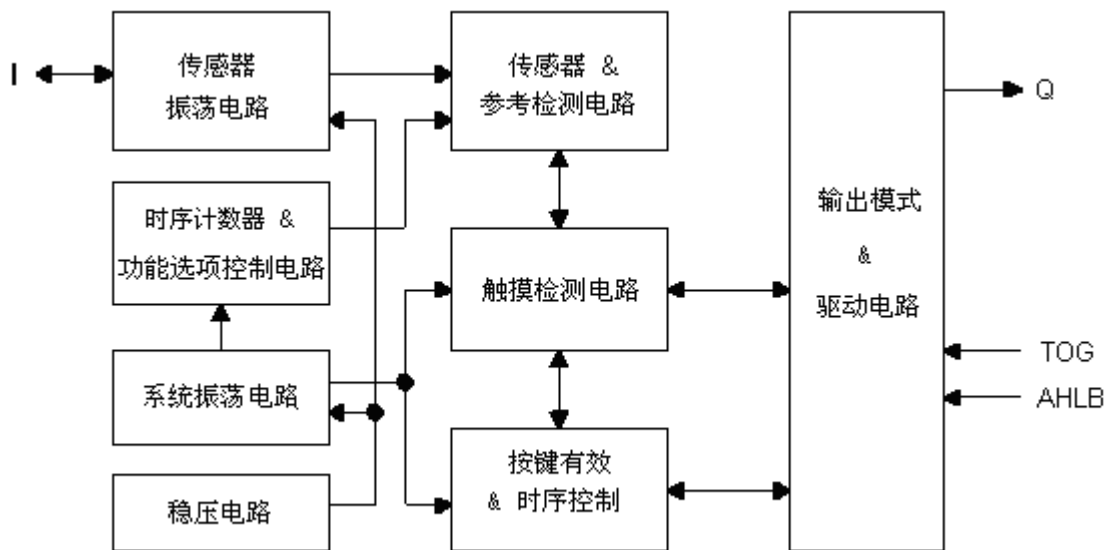 I
传感器
振荡电路
传感器 &
参考检测电路
时序计数器 &
功能选项控制电路
触摸检测电路
系统振荡电路
按键有效
& 时序控制
稳压电路
输出模式
&
驱动电路
Q
TOG
AHLB